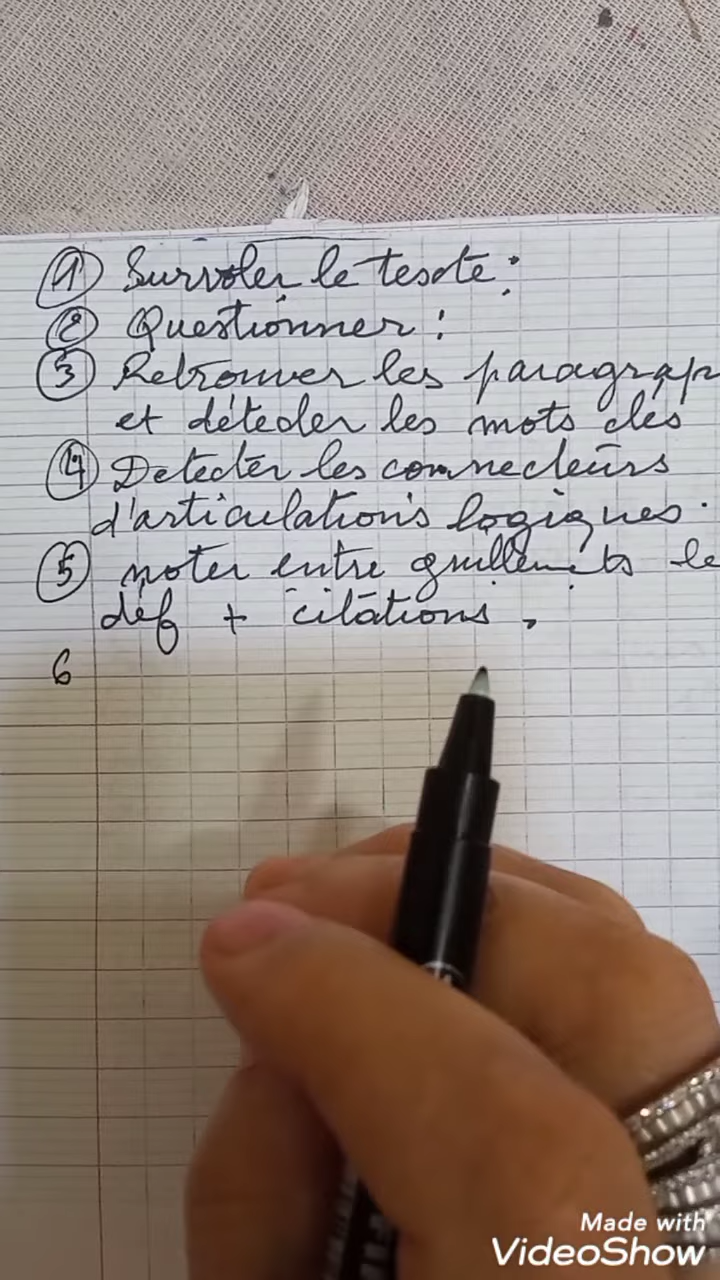 ① Survoler le texte :
② Questionner :
③ Retrouver les paragrap
et détecter les mots clés
④ Detecter les connecteurs
d'articulations logiques.
⑤ noter entre guillemets le
def + citations.
6
Made with
VideoShow